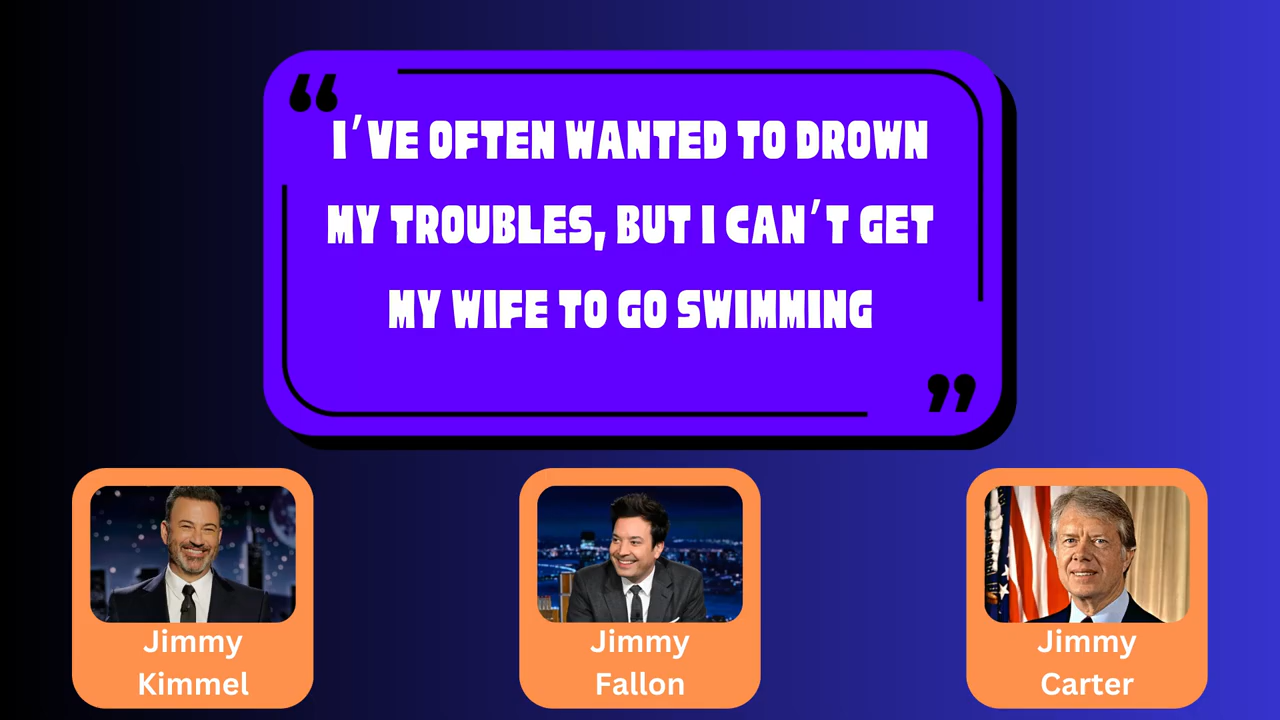 “
I'VE OFTEN WANTED TO DROWN
MY TROUBLES, BUT I CAN'T GET
MY WIFE TO GO SWIMMING
”
Jimmy
Kimmel
Jimmy
Fallon
Jimmy
Carter